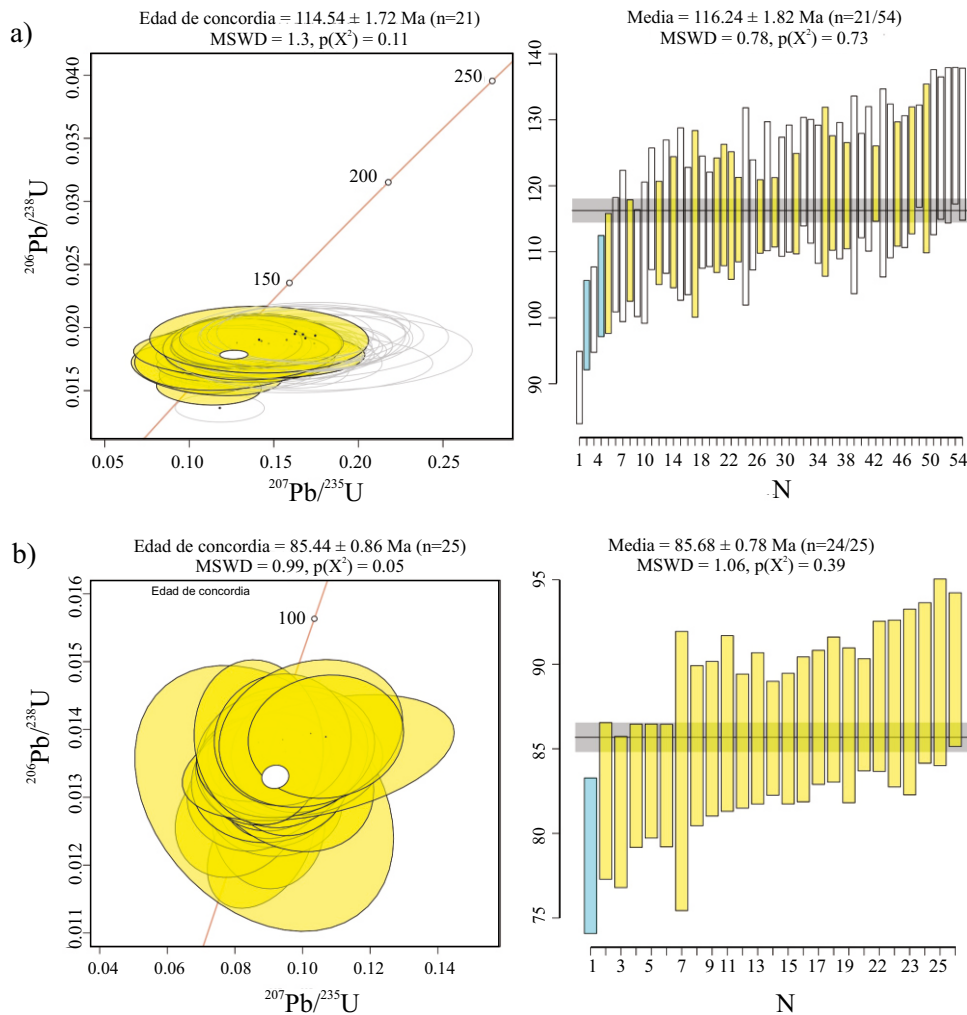 a)
Edad de concordia = 114.54 ± 1.72 Ma (n=21)
MSWD = 1.3, p(X²) = 0.11
0.040
0.035
0.030
0.025
0.020
0.015
²⁰⁶Pb/²³⁸U
250
200
150
0.05 0.10 0.15 0.20 0.25
²⁰⁷Pb/²³⁵U
Media = 116.24 ± 1.82 Ma (n=21/54)
MSWD = 0.78, p(X²) = 0.73
140
130
120
110
100
90
1 4 7 10 14 18 22 26 30 34 38 42 46 50 54
N
b)
Edad de concordia = 85.44 ± 0.86 Ma (n=25)
MSWD = 0.99, p(X²) = 0.05
Edad de concordia
0.016
0.015
0.014
0.013
0.012
0.011
²⁰⁶Pb/²³⁸U
100
0.04 0.06 0.08 0.10 0.12 0.14
²⁰⁷Pb/²³⁵U
Media = 85.68 ± 0.78 Ma (n=24/25)
MSWD = 1.06, p(X²) = 0.39
95
90
85
80
75
1 3 5 7 9 11 13 15 17 19 22 23 25
N